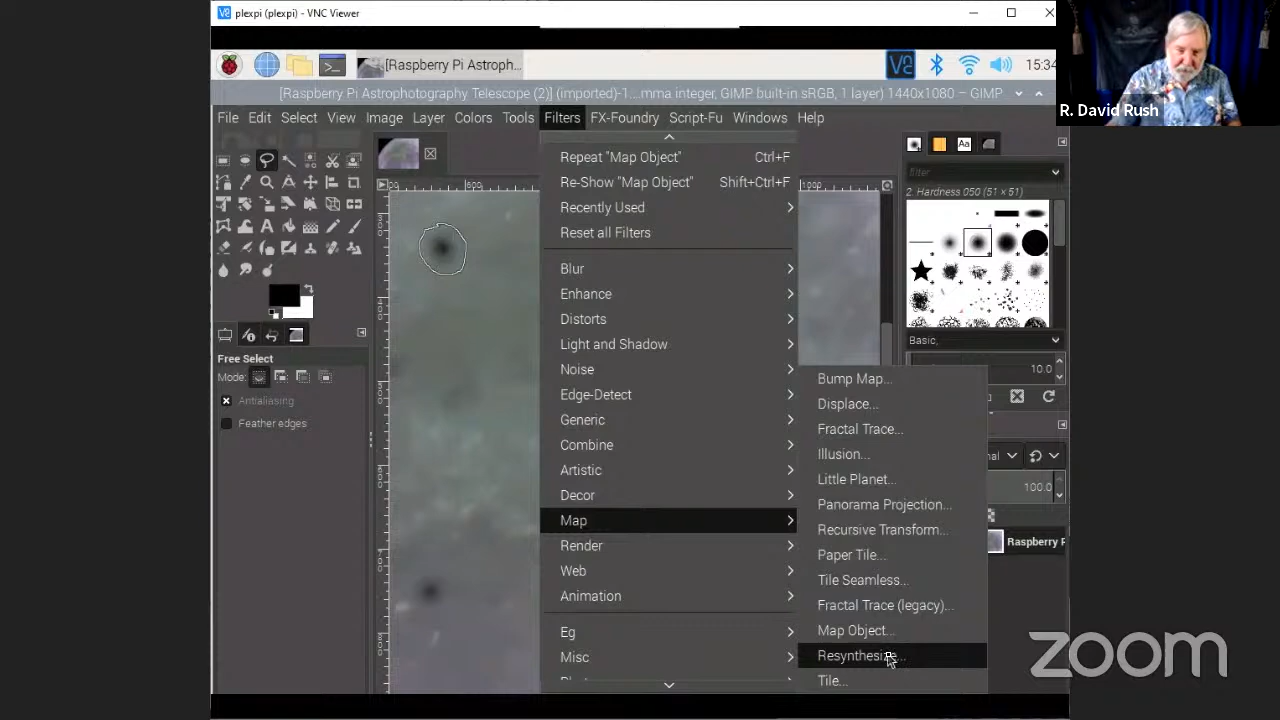 plexpi (plexpi) - VNC Viewer
[Raspberry Pi Astroph...
15:34
[Raspberry Pi Astrophotography Telescope (2)] (imported)-1...mma integer, GIMP built-in sRGB, 1 layer) 1440x1080 – GIMP
R. David Rush
File Edit Select View Image Layer Colors Tools Filters FX-Foundry Script-Fu Windows Help
Repeat "Map Object" Ctrl+F
Re-Show "Map Object" Shift+Ctrl+F
Recently Used
Reset all Filters
Blur
Enhance
Distorts
Light and Shadow
Noise
Edge-Detect
Generic
Combine
Artistic
Decor
Map
Render
Web
Animation
Eg
Misc
Bump Map...
Displace...
Fractal Trace...
Illusion...
Little Planet...
Panorama Projection...
Recursive Transform...
Paper Tile...
Tile Seamless...
Fractal Trace (legacy)...
Map Object...
Resynthesize...
Tile...
Free Select
Mode:
Antialiasing
Feather edges
600
1000
filter
2. Hardness 050 (51 × 51)
Basic,
10.0
100.0
Raspberry P
zoom